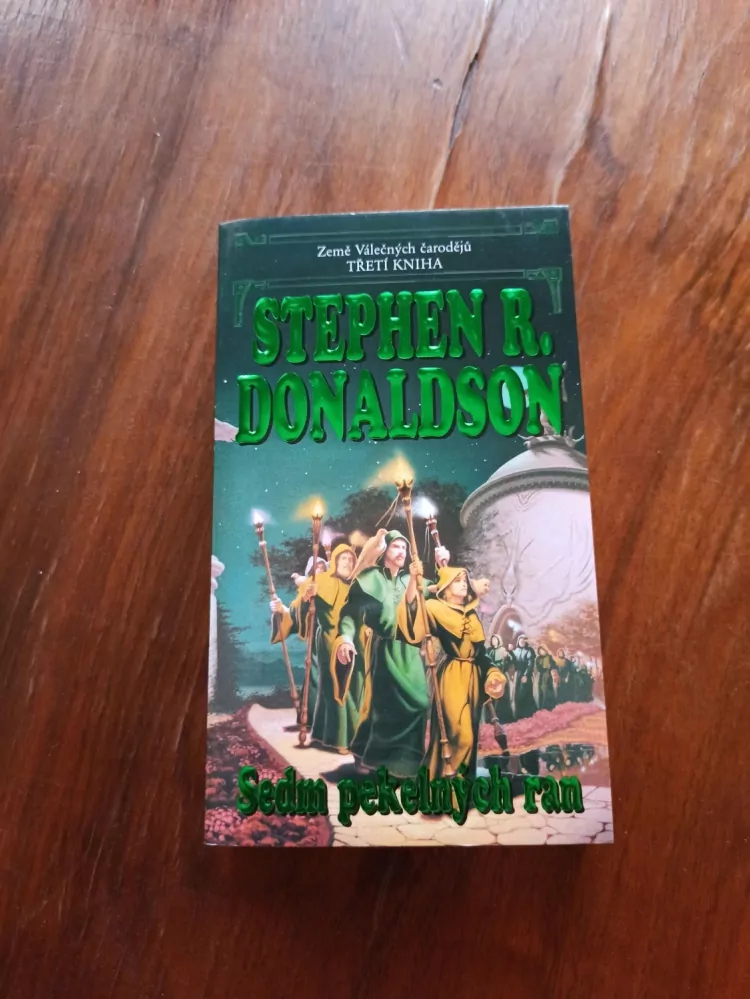 Země Válečných čarodějů
TŘETÍ KNIHA
STEPHEN R.
DONALDSON
Sedm pekelných ran